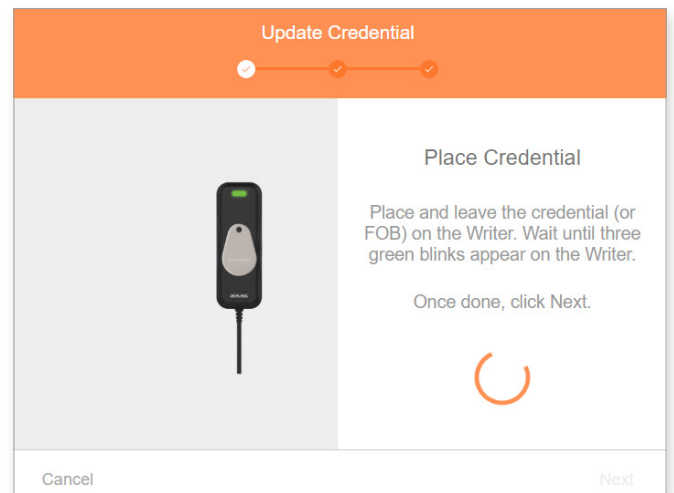 Update Credential
Place Credential
Place and leave the credential (or
FOB) on the Writer. Wait until three
green blinks appear on the Writer.
Once done, click Next.
Cancel
Next